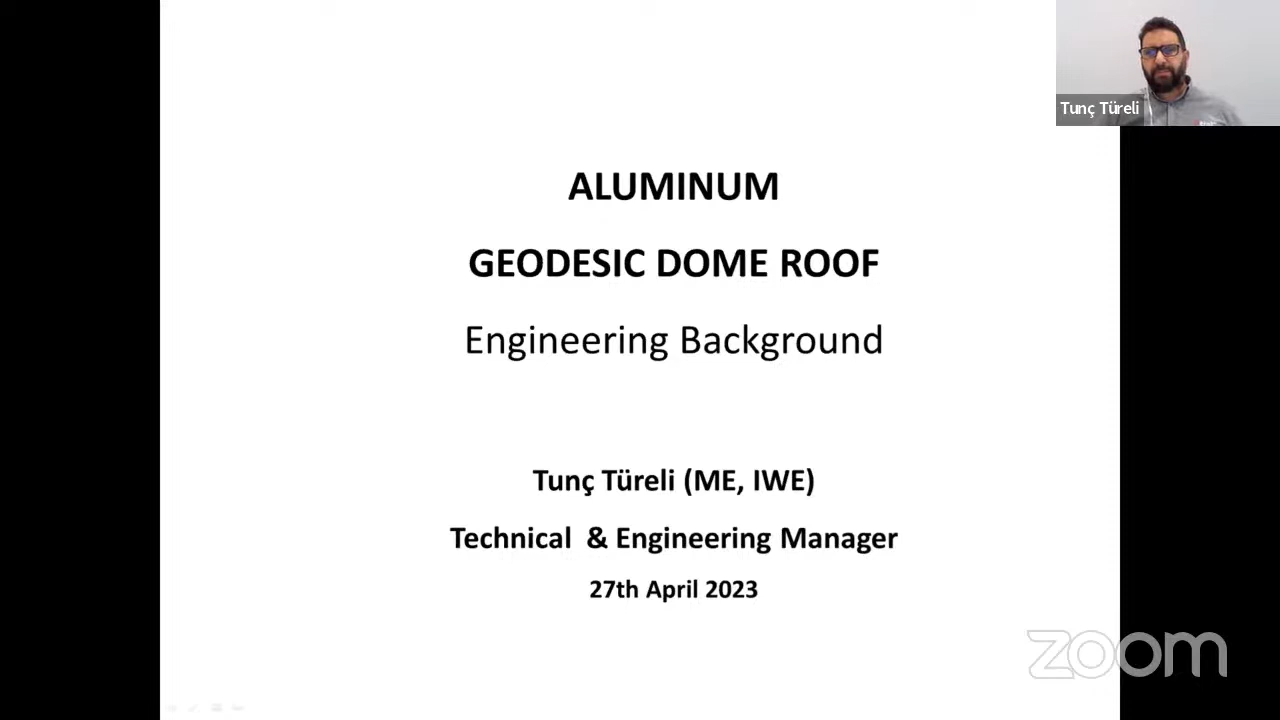 Tunç Türeli
ALUMINUM
GEODESIC DOME ROOF
Engineering Background
Tunç Türeli (ME, IWE)
Technical & Engineering Manager
27th April 2023
zoom